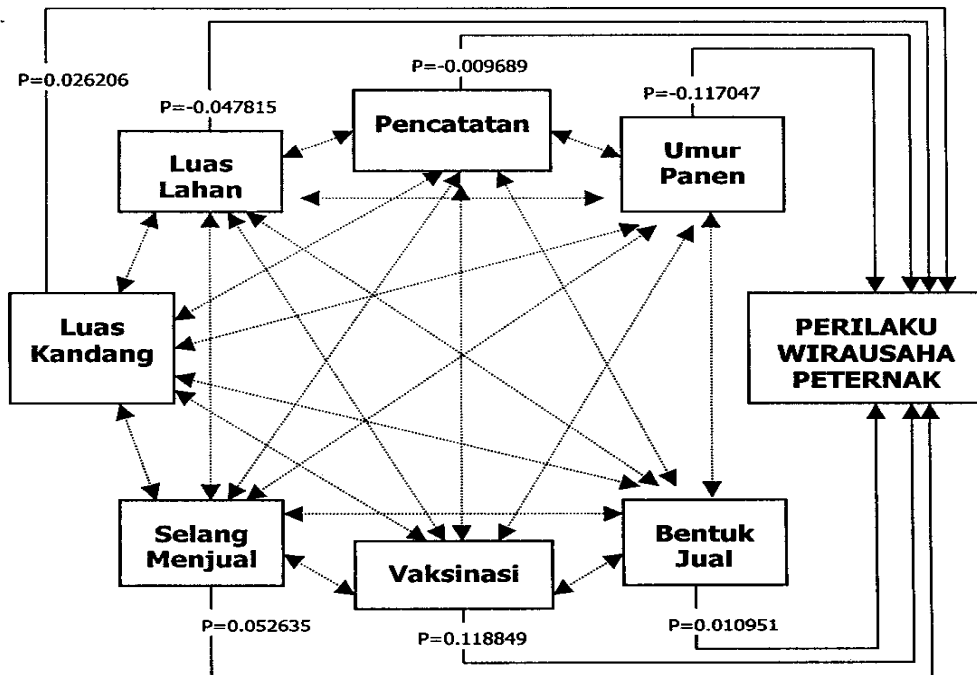 P=0.026206
P=-0.047815
P=-0.009689
P=-0.117047
Luas
Lahan
Pencatatan
Umur
Panen
Luas
Kandang
PERILAKU
WIRAUSAHA
PETERNAK
Selang
Menjual
Vaksinasi
Bentuk
Jual
P=0.052635
P=0.118849
P=0.010951